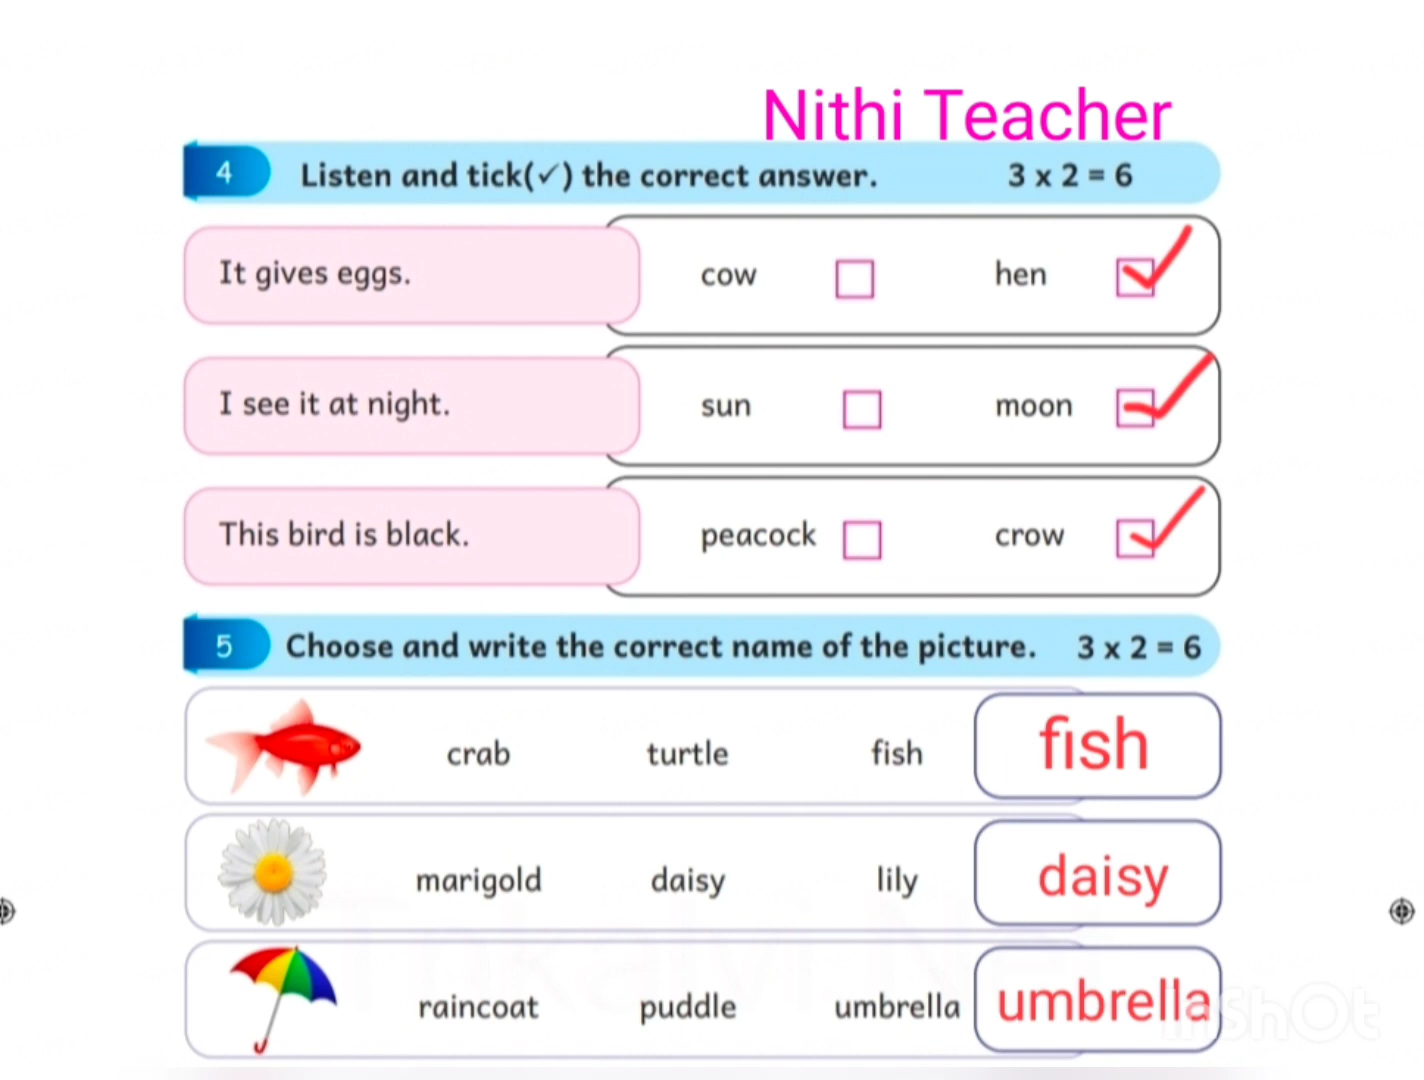 Nithi Teacher
4 Listen and tick(✓) the correct answer. 3 x 2 = 6
It gives eggs. cow hen
I see it at night. sun moon
This bird is black. peacock crow
5 Choose and write the correct name of the picture. 3 x 2 = 6
crab turtle fish fish
marigold daisy lily daisy
raincoat puddle umbrella umbrella
InShOt